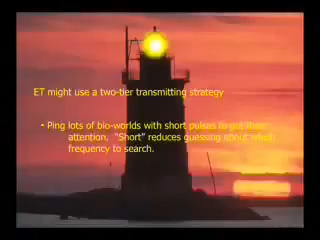 ET might use a two-tier transmitting strategy
• Ping lots of bio-worlds with short pulses to get their
attention. "Short" reduces guessing about which
frequency to search.